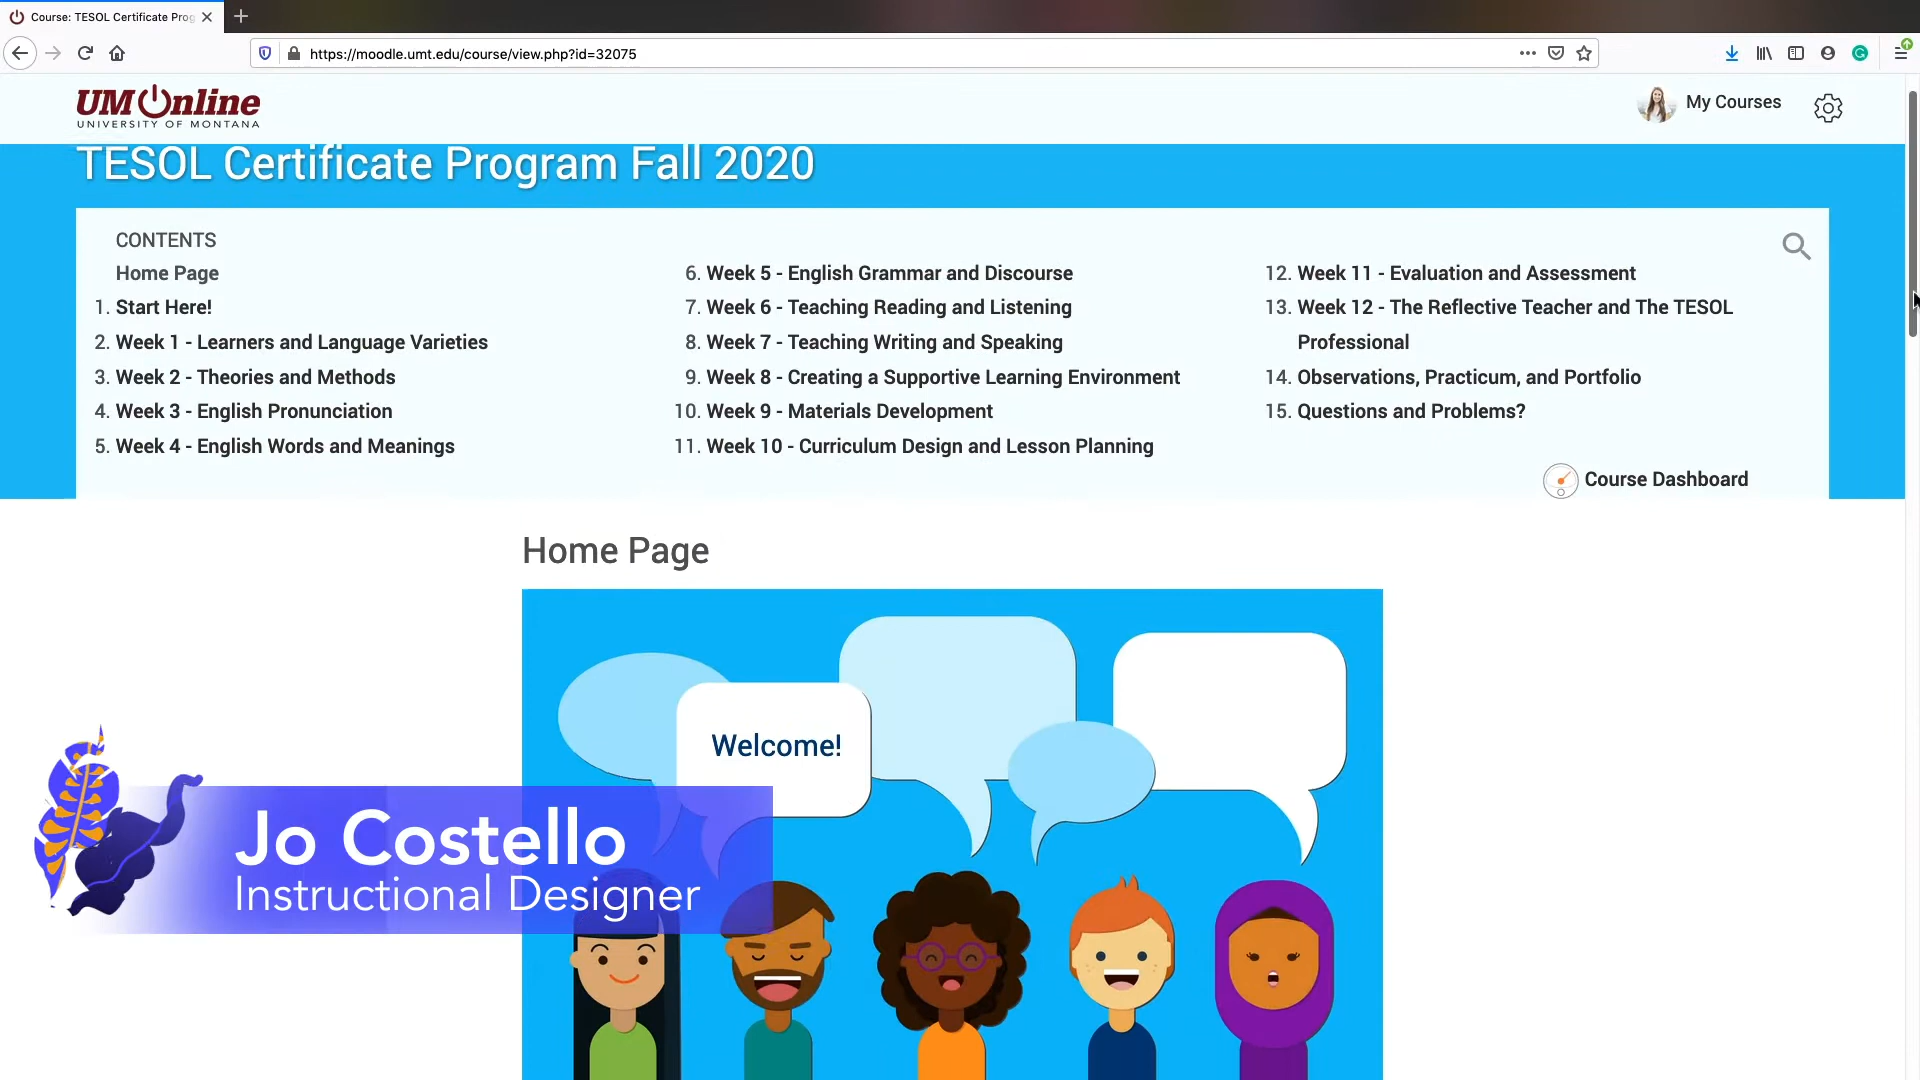 Course: TESOL Certificate Prog
https://moodle.umt.edu/course/view.php?id=32075
UM Online
UNIVERSITY OF MONTANA
My Courses
TESOL Certificate Program Fall 2020
CONTENTS
Home Page
1. Start Here!
2. Week 1 - Learners and Language Varieties
3. Week 2 - Theories and Methods
4. Week 3 - English Pronunciation
5. Week 4 - English Words and Meanings
6. Week 5 - English Grammar and Discourse
7. Week 6 - Teaching Reading and Listening
8. Week 7 - Teaching Writing and Speaking
9. Week 8 - Creating a Supportive Learning Environment
10. Week 9 - Materials Development
11. Week 10 - Curriculum Design and Lesson Planning
12. Week 11 - Evaluation and Assessment
13. Week 12 - The Reflective Teacher and The TESOL
Professional
14. Observations, Practicum, and Portfolio
15. Questions and Problems?
Course Dashboard
Home Page
Welcome!
Jo Costello
Instructional Designer